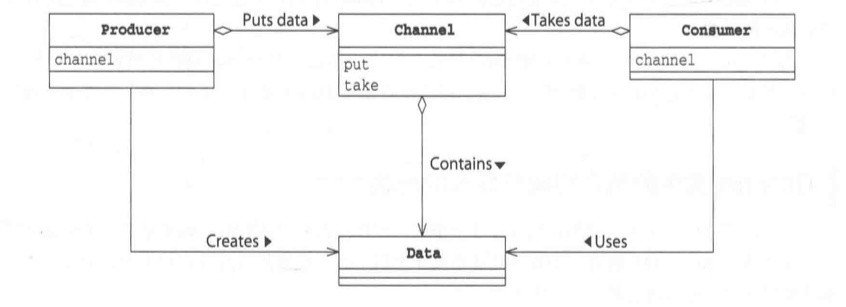 Producer
Puts data ▶
Channel
◀Takes data
Consumer
channel
put
take
channel
Contains▼
Creates ▶
Data
◀Uses